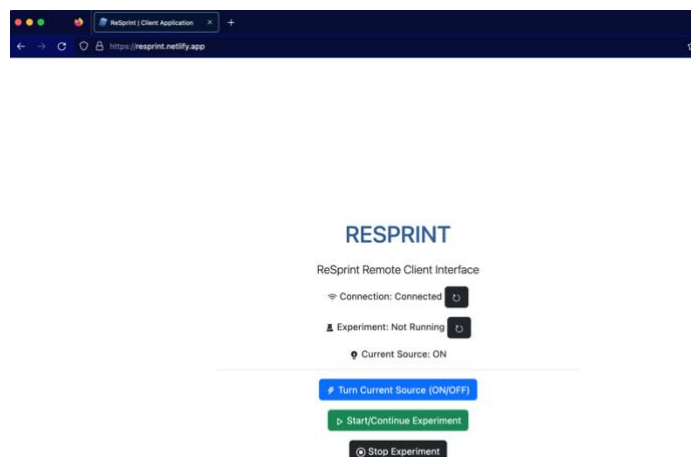 ReSprint | Client Application
https://resprint.netlify.app
RESPRINT
ReSprint Remote Client Interface
Connection: Connected
Experiment: Not Running
Current Source: ON
Turn Current Source (ON/OFF)
Start/Continue Experiment
Stop Experiment